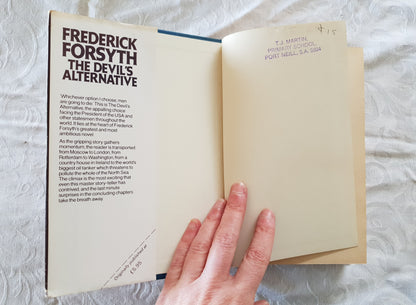 FREDERICK
FORSYTH
THE DEVIL'S
ALTERNATIVE
'Whichever option I choose, men
are going to die.' This is The Devil's
Alternative, the appalling choice
facing the President of the USA and
other statesmen throughout the
world. It lies at the heart of Frederick
Forsyth's greatest and most
ambitious novel.
As the gripping story gathers
momentum, the reader is transported
from Moscow to London, from
Rotterdam to Washington, from a
country house in Ireland to the world's
biggest oil tanker which threatens to
pollute the whole of the North Sea.
The climax is the most exciting that
even this master story-teller has
contrived, and the last minute
surprises in the concluding chapters
take the breath away.
Originally published at
£5.95
T.J. MARTIN,
PRIMARY SCHOOL,
PORT NEILL, S.A. 5604